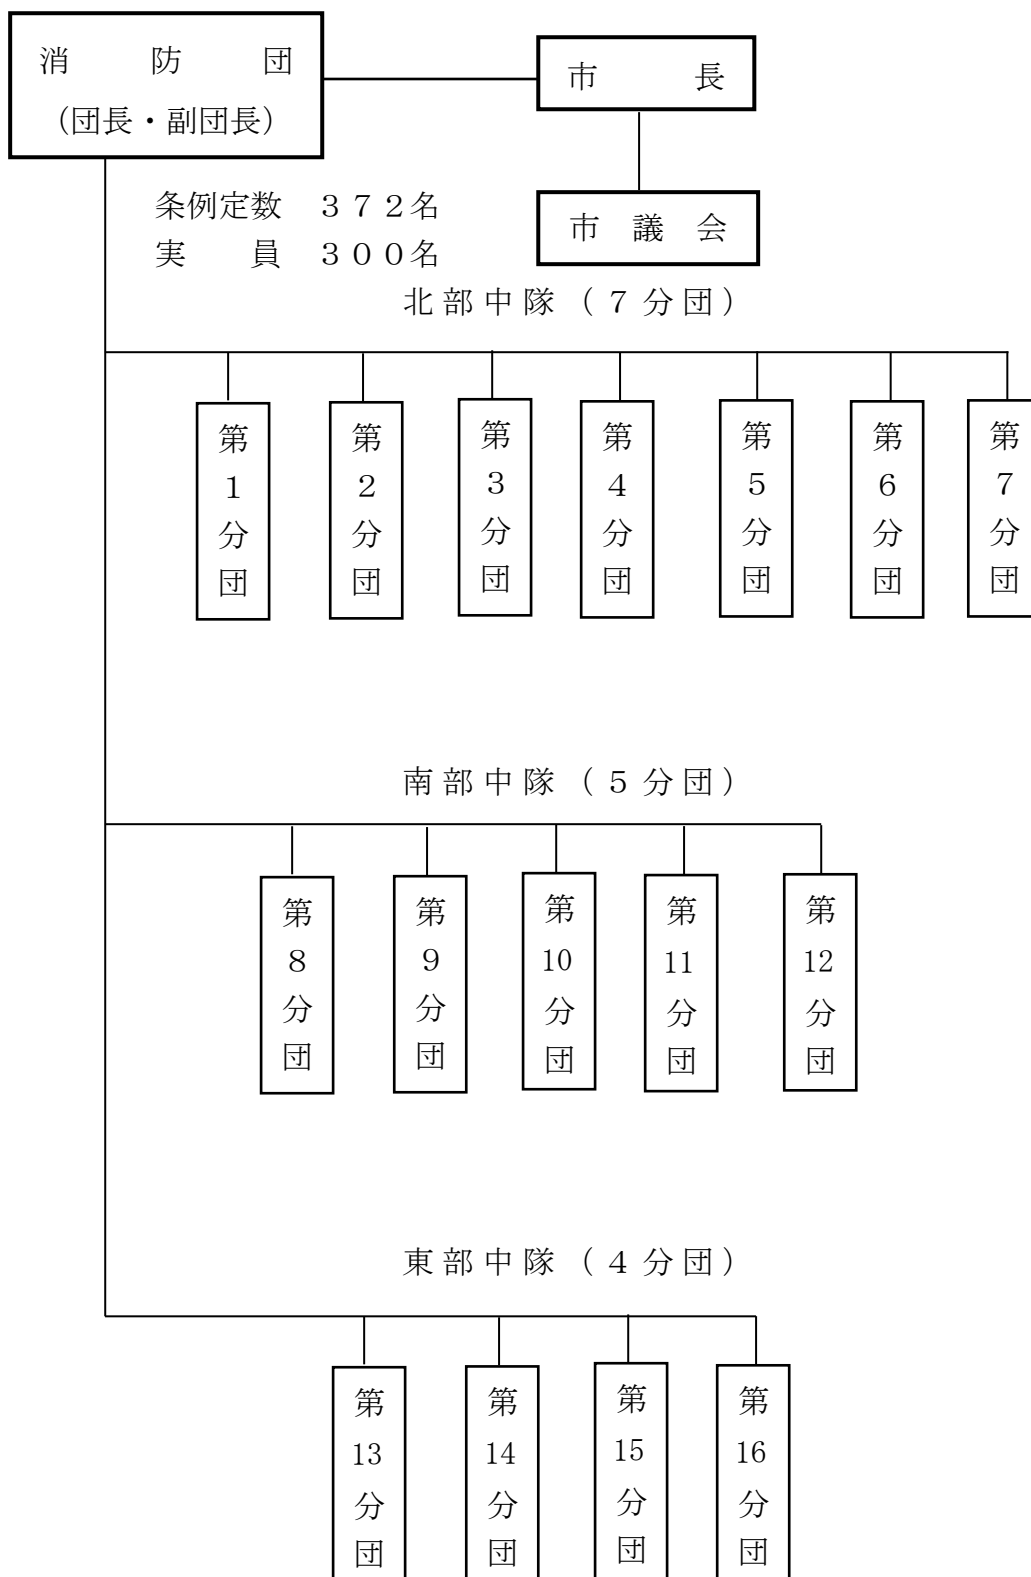 消防団
（団長・副団長）
市長
市議会
条例定数 ３７２名
実員 ３００名
北部中隊（７分団）
第１分団
第２分団
第３分団
第４分団
第５分団
第６分団
第７分団
南部中隊（５分団）
第８分団
第９分団
第10分団
第11分団
第12分団
東部中隊（４分団）
第13分団
第14分団
第15分団
第16分団